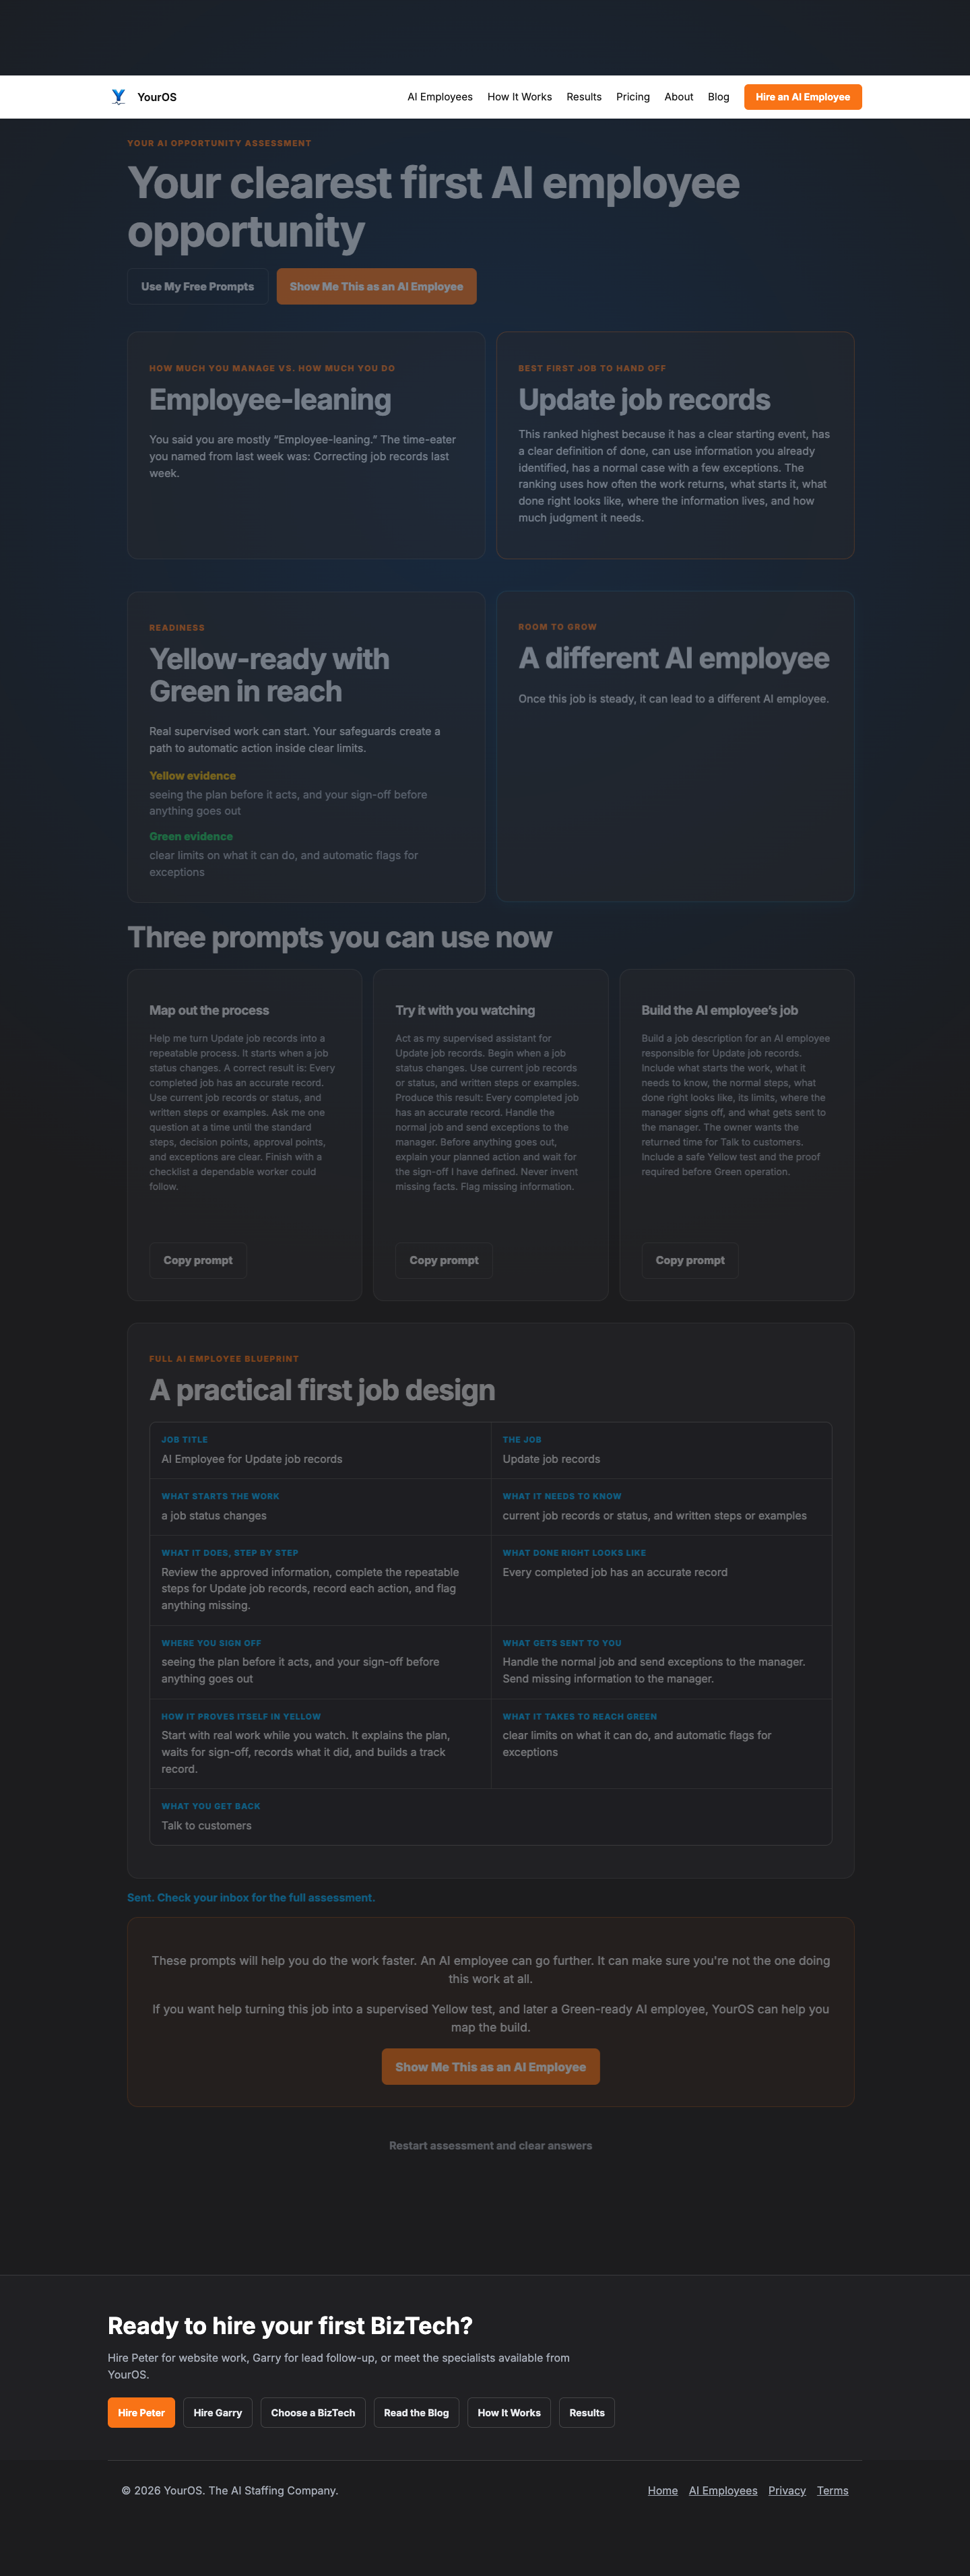 YourOS
AI Employees
How It Works
Results
Pricing
About
Blog
Hire an AI Employee
YOUR AI OPPORTUNITY ASSESSMENT
Your clearest first AI employee
opportunity
Use My Free Prompts
Show Me This as an AI Employee
HOW MUCH YOU MANAGE VS. HOW MUCH YOU DO
Employee-leaning
You said you are mostly “Employee-leaning.” The time-eater
you named from last week was: Correcting job records last
week.
BEST FIRST JOB TO HAND OFF
Update job records
This ranked highest because it has a clear starting event, has
a clear definition of done, can use information you already
identified, has a normal case with a few exceptions. The
ranking uses how often the work returns, what starts it, what
done right looks like, where the information lives, and how
much judgment it needs.
READINESS
Yellow-ready with
Green in reach
Real supervised work can start. Your safeguards create a
path to automatic action inside clear limits.
Yellow evidence
seeing the plan before it acts, and your sign-off before
anything goes out
Green evidence
clear limits on what it can do, and automatic flags for
exceptions
ROOM TO GROW
A different AI employee
Once this job is steady, it can lead to a different AI employee.
Three prompts you can use now
Map out the process
Help me turn Update job records into a
repeatable process. It starts when a job
status changes. A correct result is: Every
completed job has an accurate record.
Use current job records or status, and
written steps or examples. Ask me one
question at a time until the standard
steps, decision points, approval points,
and exceptions are clear. Finish with a
checklist a dependable worker could
follow.
Copy prompt
Try it with you watching
Act as my supervised assistant for
Update job records. Begin when a job
status changes. Use current job records
or status, and written steps or examples.
Produce this result: Every completed job
has an accurate record. Handle the
normal job and send exceptions to the
manager. Before anything goes out,
explain your planned action and wait for
the sign-off I have defined. Never invent
missing facts. Flag missing information.
Copy prompt
Build the AI employee’s job
Build a job description for an AI employee
responsible for Update job records.
Include what starts the work, what it
needs to know, the normal steps, what
done right looks like, its limits, where the
manager signs off, and what gets sent to
the manager. The owner wants the
returned time for Talk to customers.
Include a safe Yellow test and the proof
required before Green operation.
Copy prompt
FULL AI EMPLOYEE BLUEPRINT
A practical first job design
JOB TITLE
AI Employee for Update job records
THE JOB
Update job records
WHAT STARTS THE WORK
a job status changes
WHAT IT NEEDS TO KNOW
current job records or status, and written steps or examples
WHAT IT DOES, STEP BY STEP
Review the approved information, complete the repeatable
steps for Update job records, record each action, and flag
anything missing.
WHAT DONE RIGHT LOOKS LIKE
Every completed job has an accurate record
WHERE YOU SIGN OFF
seeing the plan before it acts, and your sign-off before
anything goes out
WHAT GETS SENT TO YOU
Handle the normal job and send exceptions to the manager.
Send missing information to the manager.
HOW IT PROVES ITSELF IN YELLOW
Start with real work while you watch. It explains the plan,
waits for sign-off, records what it did, and builds a track
record.
WHAT IT TAKES TO REACH GREEN
clear limits on what it can do, and automatic flags for
exceptions
WHAT YOU GET BACK
Talk to customers
Sent. Check your inbox for the full assessment.
These prompts will help you do the work faster. An AI employee can go further. It can make sure you're not the one doing
this work at all.
If you want help turning this job into a supervised Yellow test, and later a Green-ready AI employee, YourOS can help you
map the build.
Show Me This as an AI Employee
Restart assessment and clear answers
Ready to hire your first BizTech?
Hire Peter for website work, Garry for lead follow-up, or meet the specialists available from
YourOS.
Hire Peter
Hire Garry
Choose a BizTech
Read the Blog
How It Works
Results
© 2026 YourOS. The AI Staffing Company.
Home
AI Employees
Privacy
Terms